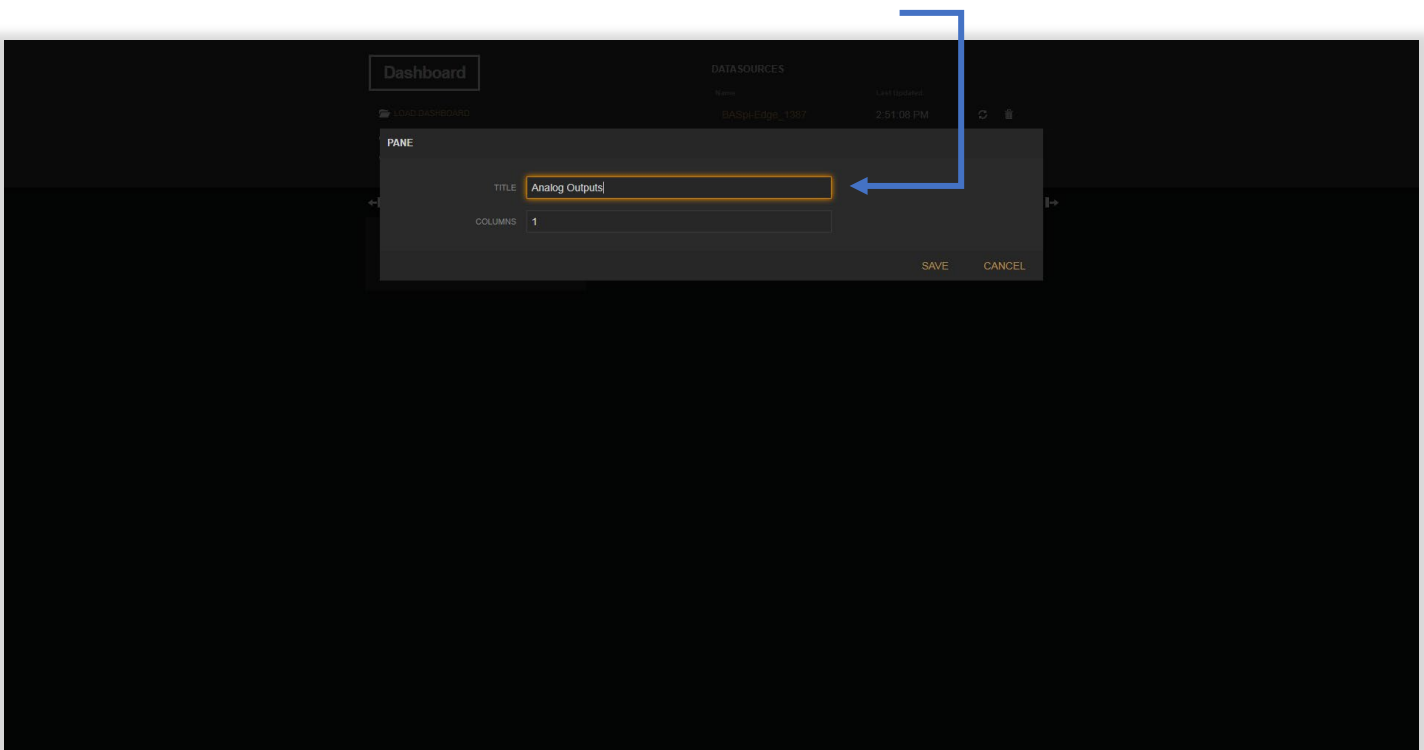 Dashboard
DATASOURCES
Name
Last Updated
LOAD DASHBOARD
BASpi-Edge_1367
2:51:08 PM
PANE
TITLE
Analog Outputs
COLUMNS
1
SAVE
CANCEL